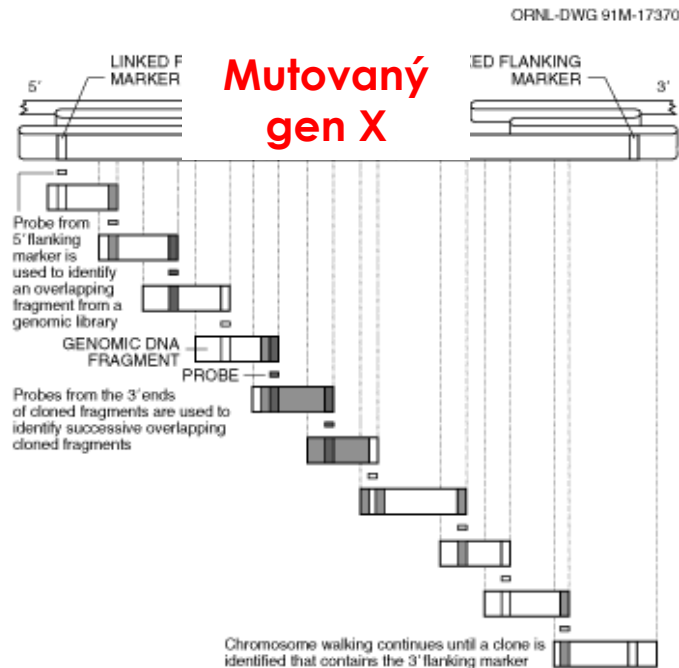 ORNL-DWG 91M-17370
LINKED F
MARKER
Mutovaný
gen X
ED FLANKING
MARKER
5′
3′
Probe from
5′flanking
marker is
used to identify
an overlapping
fragment from a
genomic library
GENOMIC DNA
FRAGMENT
PROBE
Probes from the 3′ends
of cloned fragments are used to
identify successive overlapping
cloned fragments
Chromosome walking continues until a clone is
identified that contains the 3′flanking marker